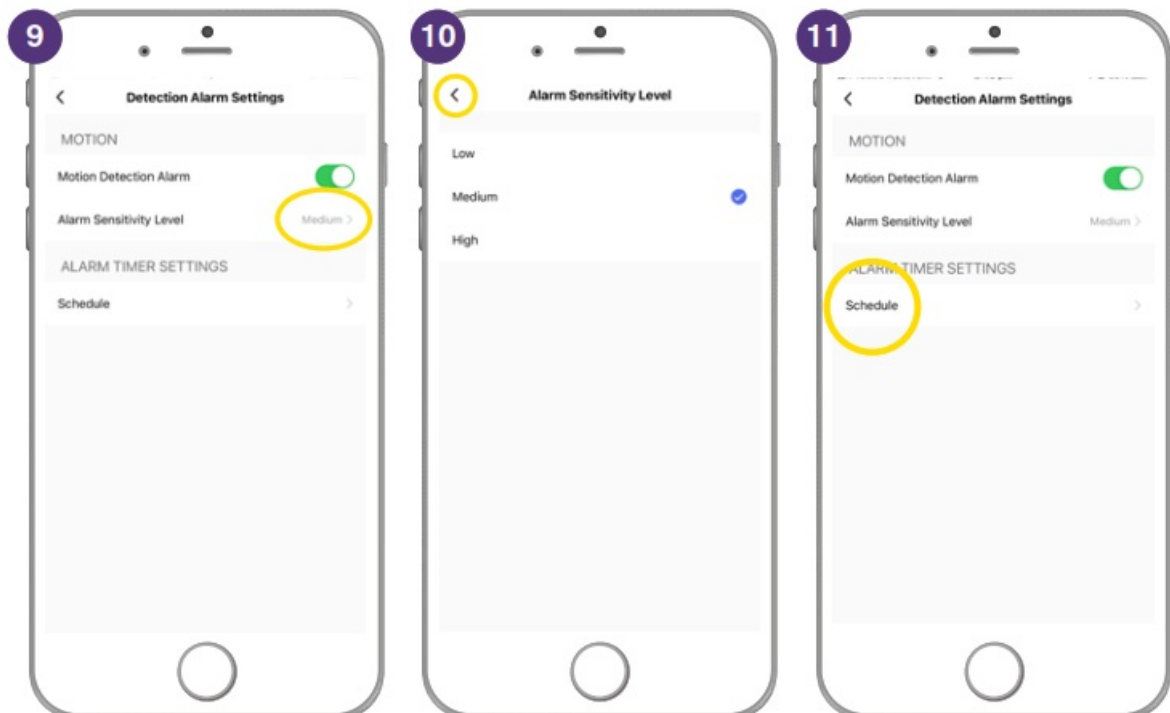 9
Detection Alarm Settings
MOTION
Motion Detection Alarm
Alarm Sensitivity Level Medium >
ALARM TIMER SETTINGS
Schedule >
10
< Alarm Sensitivity Level
Low
Medium
High
11
Detection Alarm Settings
MOTION
Motion Detection Alarm
Alarm Sensitivity Level Medium >
ALARM TIMER SETTINGS
Schedule >